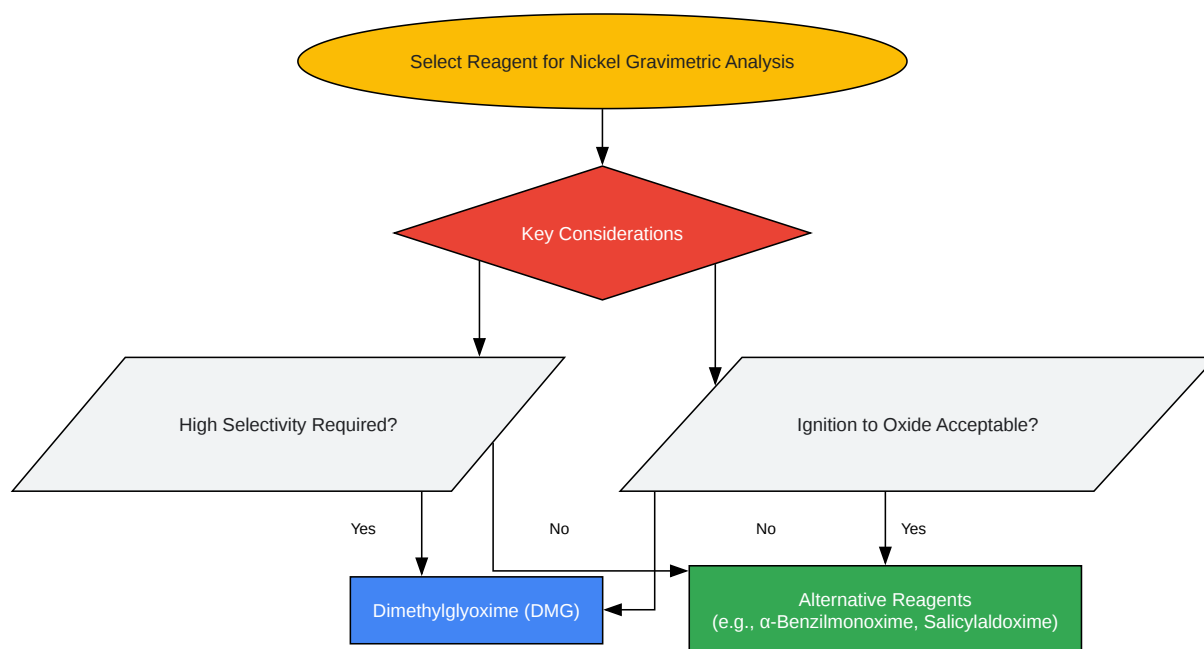 Select Reagent for Nickel Gravimetric Analysis
Key Considerations
High Selectivity Required?
Ignition to Oxide Acceptable?
Yes
No
No
Yes
Dimethylglyoxime (DMG)
Alternative Reagents
(e.g., α-Benzilmonoxime, Salicylaldoxime)